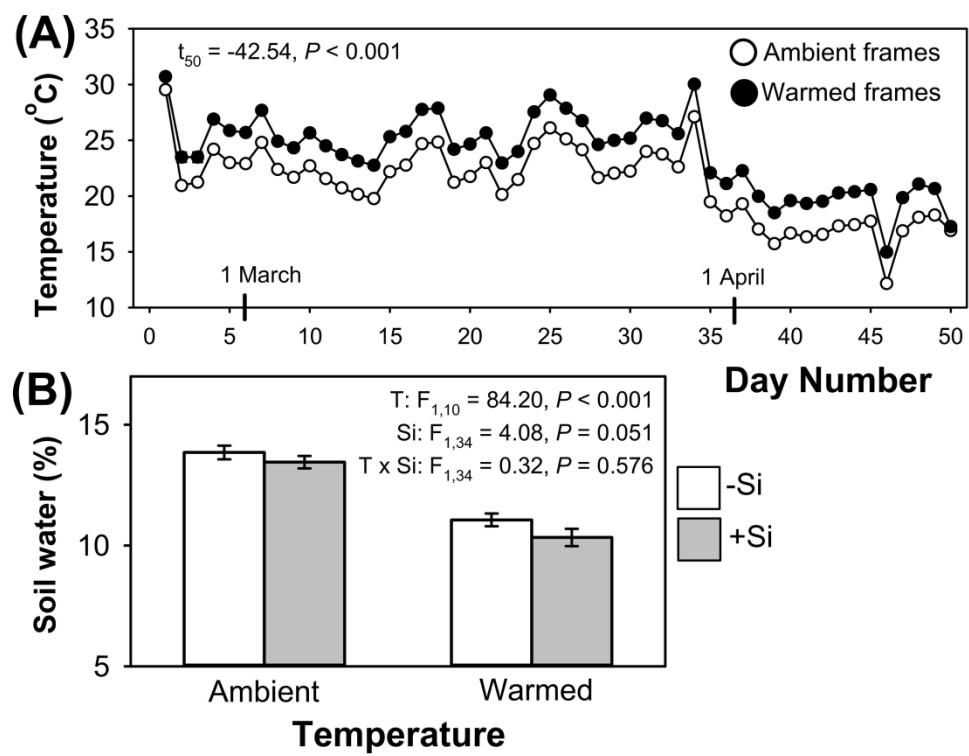 (A)
t50 = -42.54, P < 0.001
Ambient frames
Warmed frames
Temperature (°C)
35
30
25
20
15
10
1 March
1 April
0 5 10 15 20 25 30 35 40 45 50
Day Number
(B)
T: F1,10 = 84.20, P < 0.001
Si: F1,34 = 4.08, P = 0.051
T x Si: F1,34 = 0.32, P = 0.576
-Si
+Si
Soil water (%)
15
10
5
Ambient Warmed
Temperature